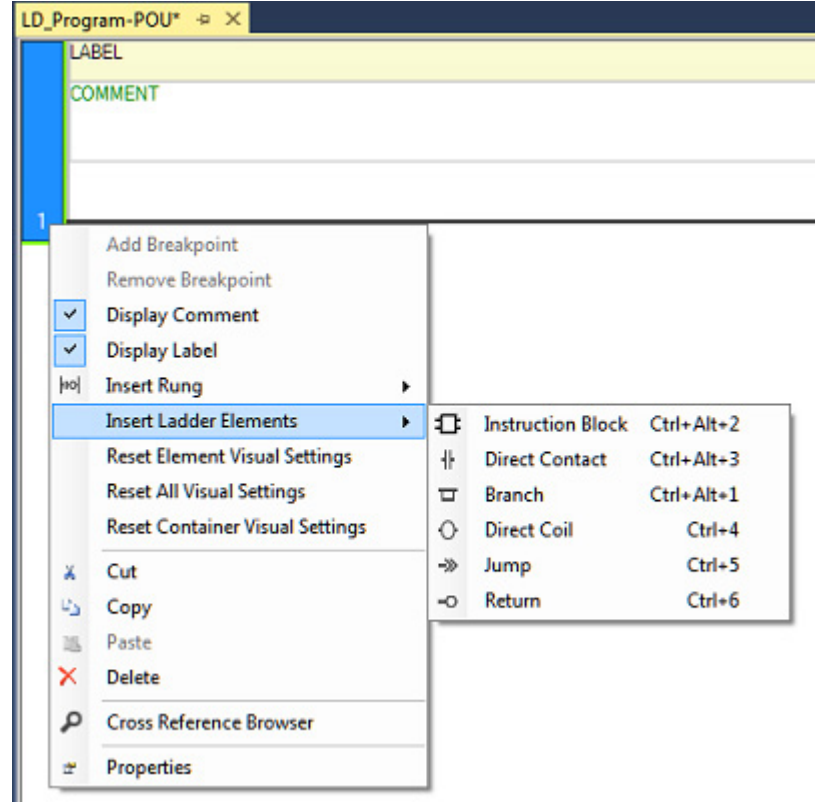 LD_Program-POU*
LABEL
COMMENT
1
Add Breakpoint
Remove Breakpoint
Display Comment
Display Label
Insert Rung
Insert Ladder Elements
Reset Element Visual Settings
Reset All Visual Settings
Reset Container Visual Settings
Cut
Copy
Paste
Delete
Cross Reference Browser
Properties
Instruction Block Ctrl+Alt+2
Direct Contact Ctrl+Alt+3
Branch Ctrl+Alt+1
Direct Coil Ctrl+4
Jump Ctrl+5
Return Ctrl+6